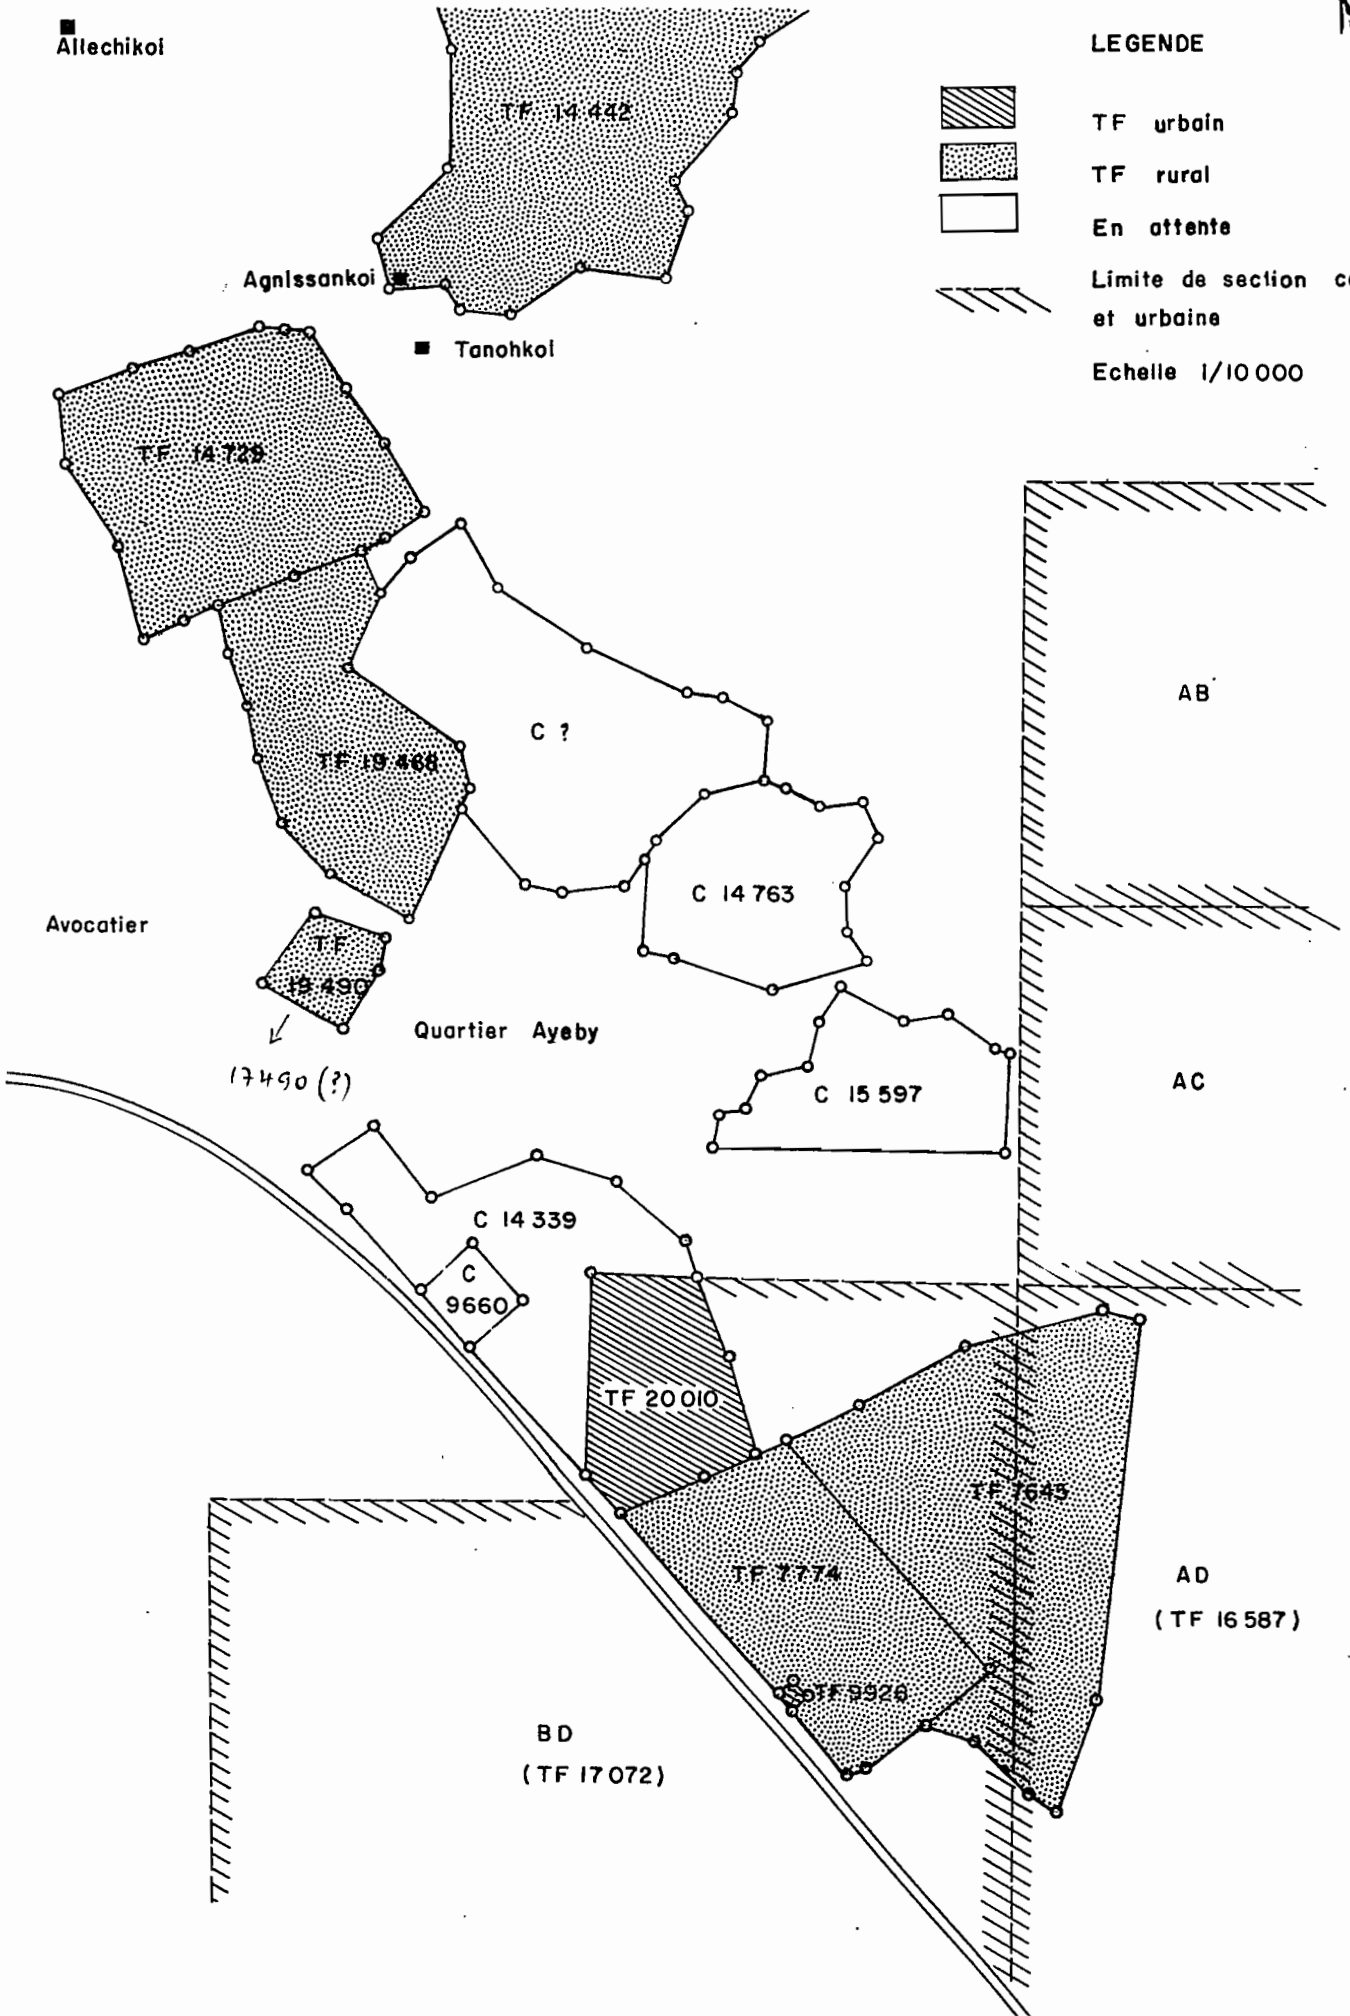 Allechikoi
LEGENDE
TF urbain
TF rural
En attente
Limite de section
et urbaine
Echelle 1/10 000
TF 14 442
Agnissankoi
Tanohkoi
TF 14 729
AB
C ?
TF 19 468
C 14 763
Avocatier
TF
19 490
17490 (?)
Quartier Ayeby
C 15 597
AC
C 14 339
C
9660
TF 20 010
TF 7645
TF 7774
AD
(TF 16 587)
TF 9926
BD
(TF 17 072)